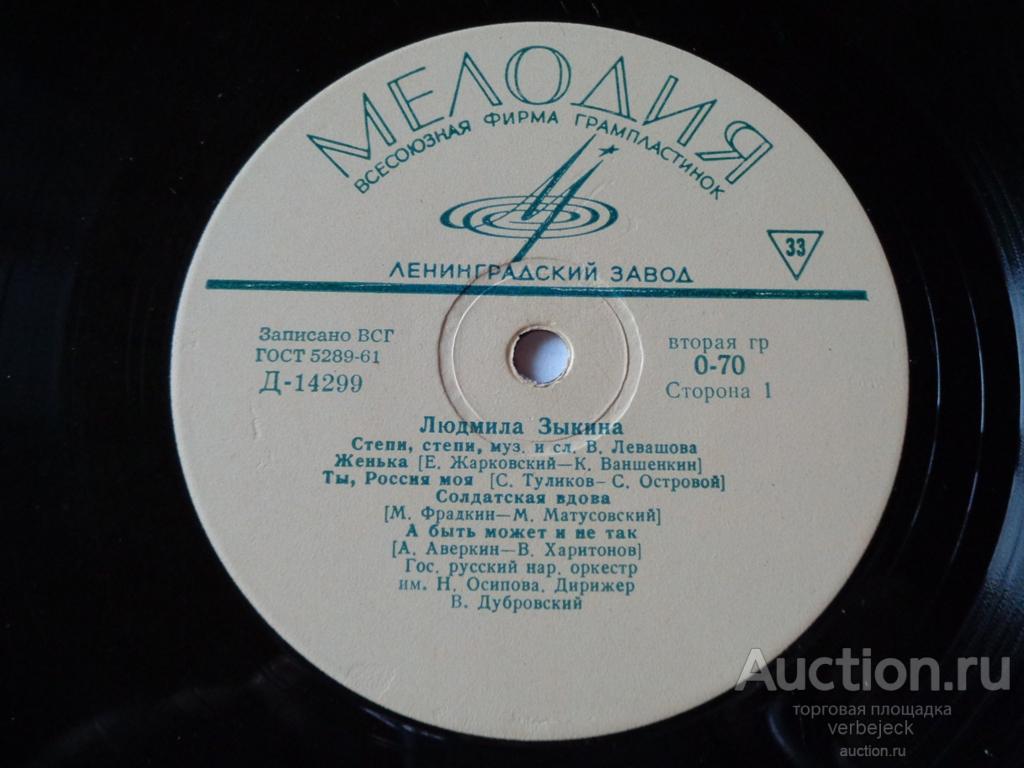 МЕЛОДИЯ
ВСЕСОЮЗНАЯ ФИРМА ГРАМПЛАСТИНОК
33
ЛЕНИНГРАДСКИЙ ЗАВОД
Записано ВСГ
ГОСТ 5289-61
Д-14299
вторая гр
0-70
Сторона 1
Людмила Зыкина
Степи, степи, муз. и сл. В. Левашова
Женька [Е. Жарковский—К. Ваншенкин]
Ты, Россия моя [С. Туликов—С. Островой]
Солдатская вдова
[М. Фрадкин—М. Матусовский]
А быть может и не так
[А. Аверкин—В. Харитонов]
Гос. русский нар. оркестр
им. Н. Осипова. Дирижер
В. Дубровский
Auction.ru
торговая площадка
verbejeck
auction.ru